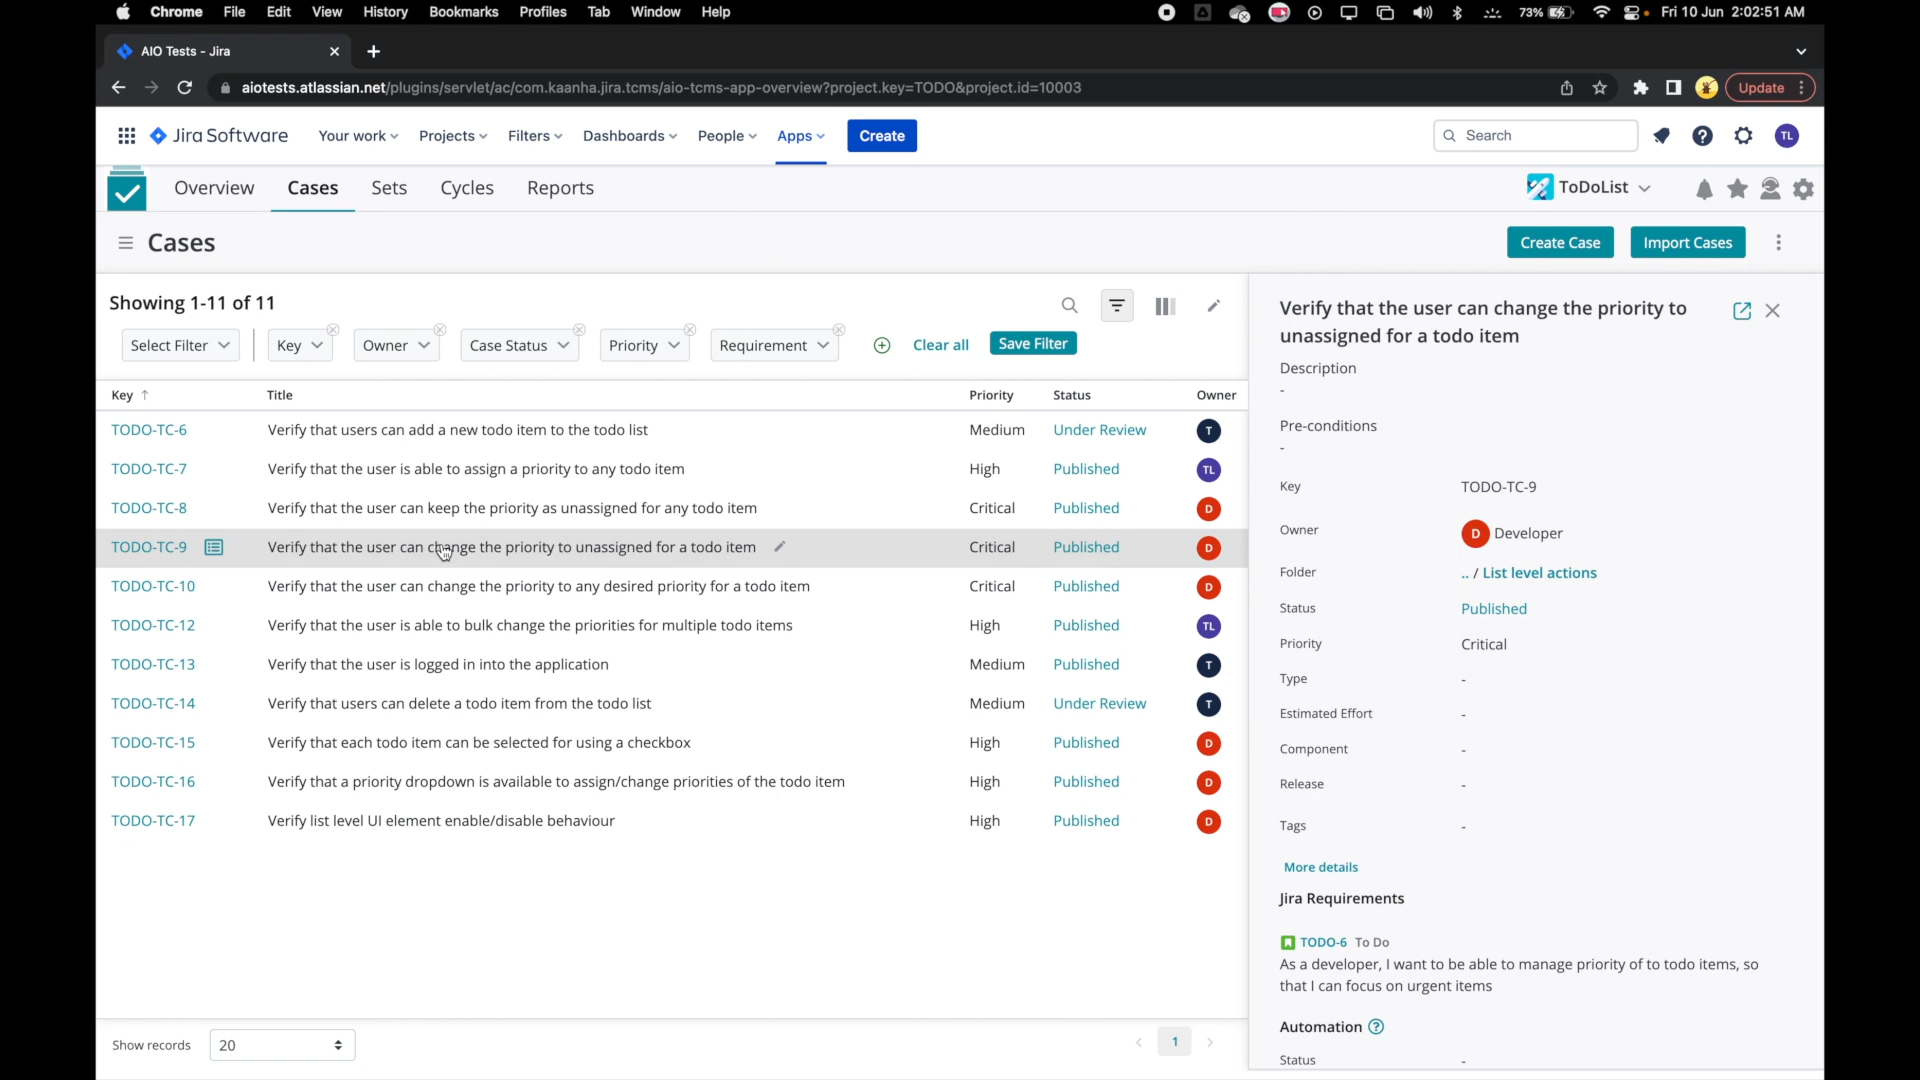 Chrome File Edit View History Bookmarks Profiles Tab Window Help 73% Fri 10 Jun 2:02:51 AM
AIO Tests - Jira
aiotests.atlassian.net/plugins/servlet/ac/com.kaanha.jira.tcms/aio-tcms-app-overview?project.key=TODO&project.id=10003 Update
Jira Software Your work Projects Filters Dashboards People Apps Create Search TL
Overview Cases Sets Cycles Reports ToDoList
Cases Create Case Import Cases
Showing 1-11 of 11
Select Filter Key Owner Case Status Priority Requirement Clear all Save Filter
Key Title Priority Status Owner
TODO-TC-6 Verify that users can add a new todo item to the todo list Medium Under Review T
TODO-TC-7 Verify that the user is able to assign a priority to any todo item High Published TL
TODO-TC-8 Verify that the user can keep the priority as unassigned for any todo item Critical Published D
TODO-TC-9 Verify that the user can change the priority to unassigned for a todo item Critical Published D
TODO-TC-10 Verify that the user can change the priority to any desired priority for a todo item Critical Published D
TODO-TC-12 Verify that the user is able to bulk change the priorities for multiple todo items High Published TL
TODO-TC-13 Verify that the user is logged in into the application Medium Published T
TODO-TC-14 Verify that users can delete a todo item from the todo list Medium Under Review T
TODO-TC-15 Verify that each todo item can be selected for using a checkbox High Published D
TODO-TC-16 Verify that a priority dropdown is available to assign/change priorities of the todo item High Published D
TODO-TC-17 Verify list level UI element enable/disable behaviour High Published D
Show records 20 1
Verify that the user can change the priority to
unassigned for a todo item
Description
-
Pre-conditions
-
Key TODO-TC-9
Owner D Developer
Folder .. / List level actions
Status Published
Priority Critical
Type -
Estimated Effort -
Component -
Release -
Tags -
More details
Jira Requirements
TODO-6 To Do
As a developer, I want to be able to manage priority of to todo items, so
that I can focus on urgent items
Automation
Status -